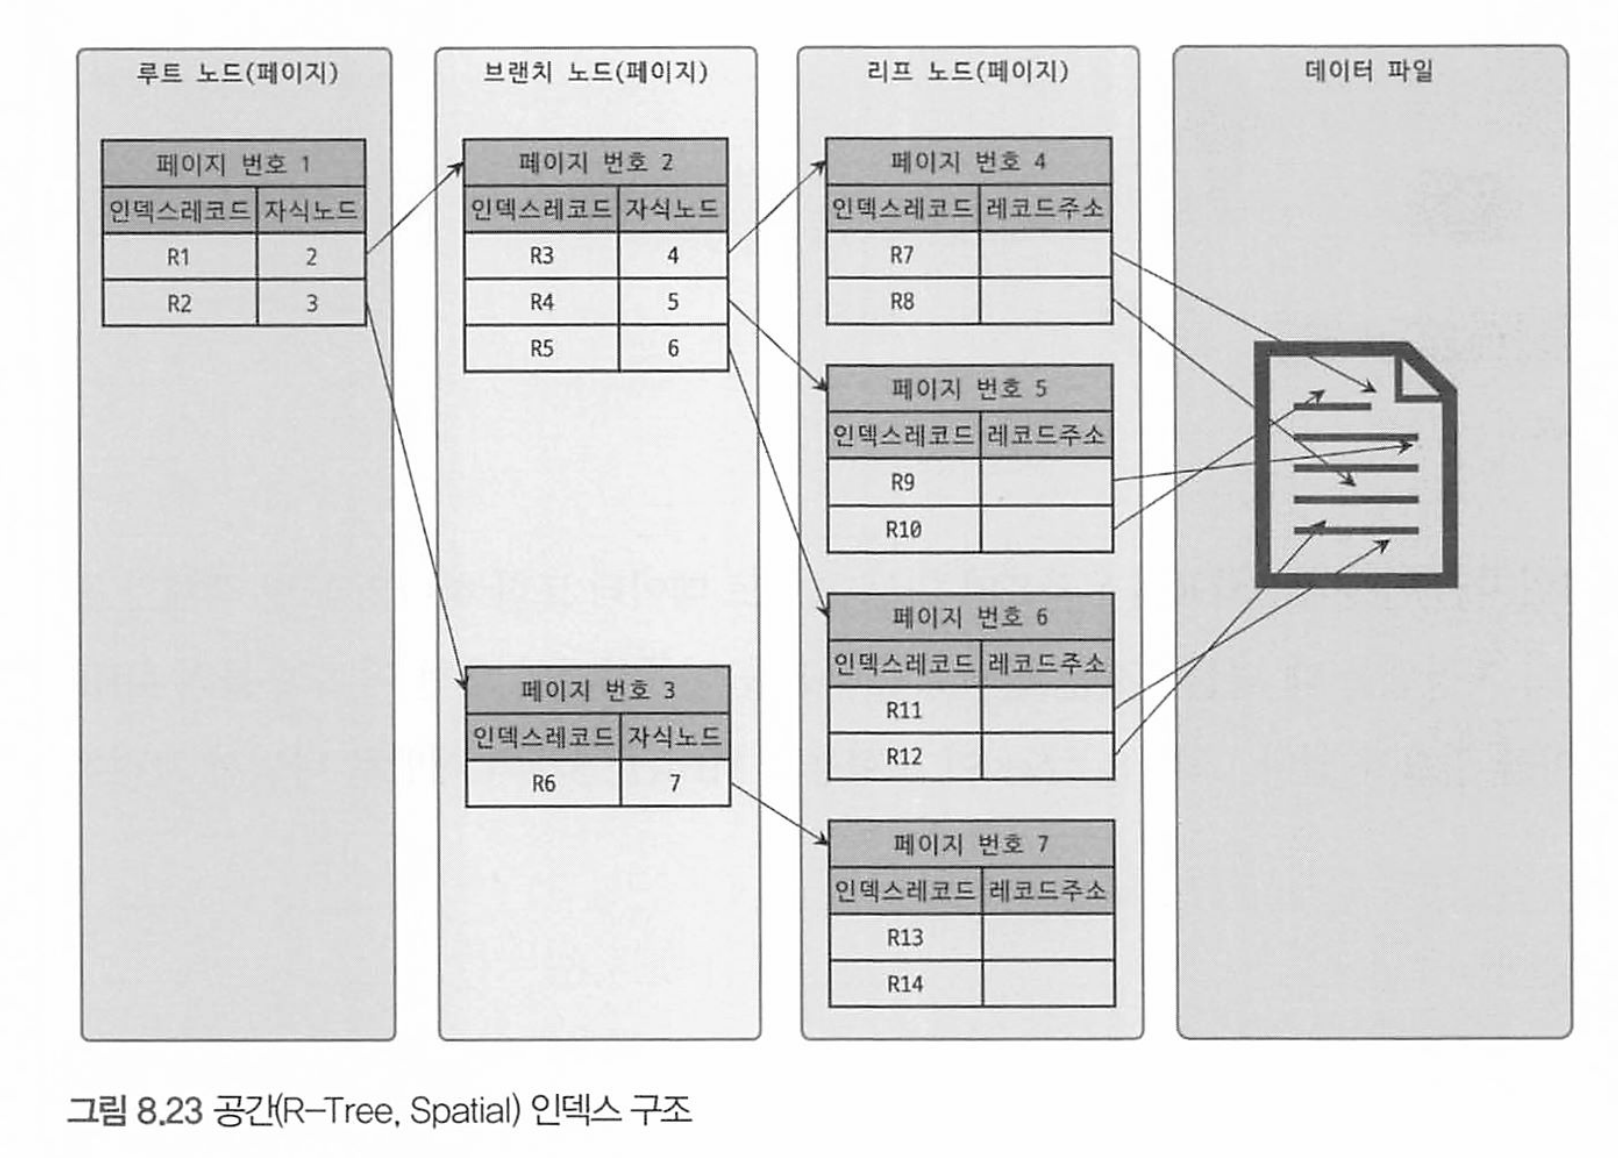 루트 노드(페이지)
페이지 번호 1
인덱스레코드 자식노드
R1 2
R2 3
브랜치 노드(페이지)
페이지 번호 2
인덱스레코드 자식노드
R3 4
R4 5
R5 6
페이지 번호 3
인덱스레코드 자식노드
R6 7
리프 노드(페이지)
페이지 번호 4
인덱스레코드 레코드주소
R7
R8
페이지 번호 5
인덱스레코드 레코드주소
R9
R10
페이지 번호 6
인덱스레코드 레코드주소
R11
R12
페이지 번호 7
인덱스레코드 레코드주소
R13
R14
데이터 파일
그림 8.23 공간(R-Tree, Spatial) 인덱스 구조